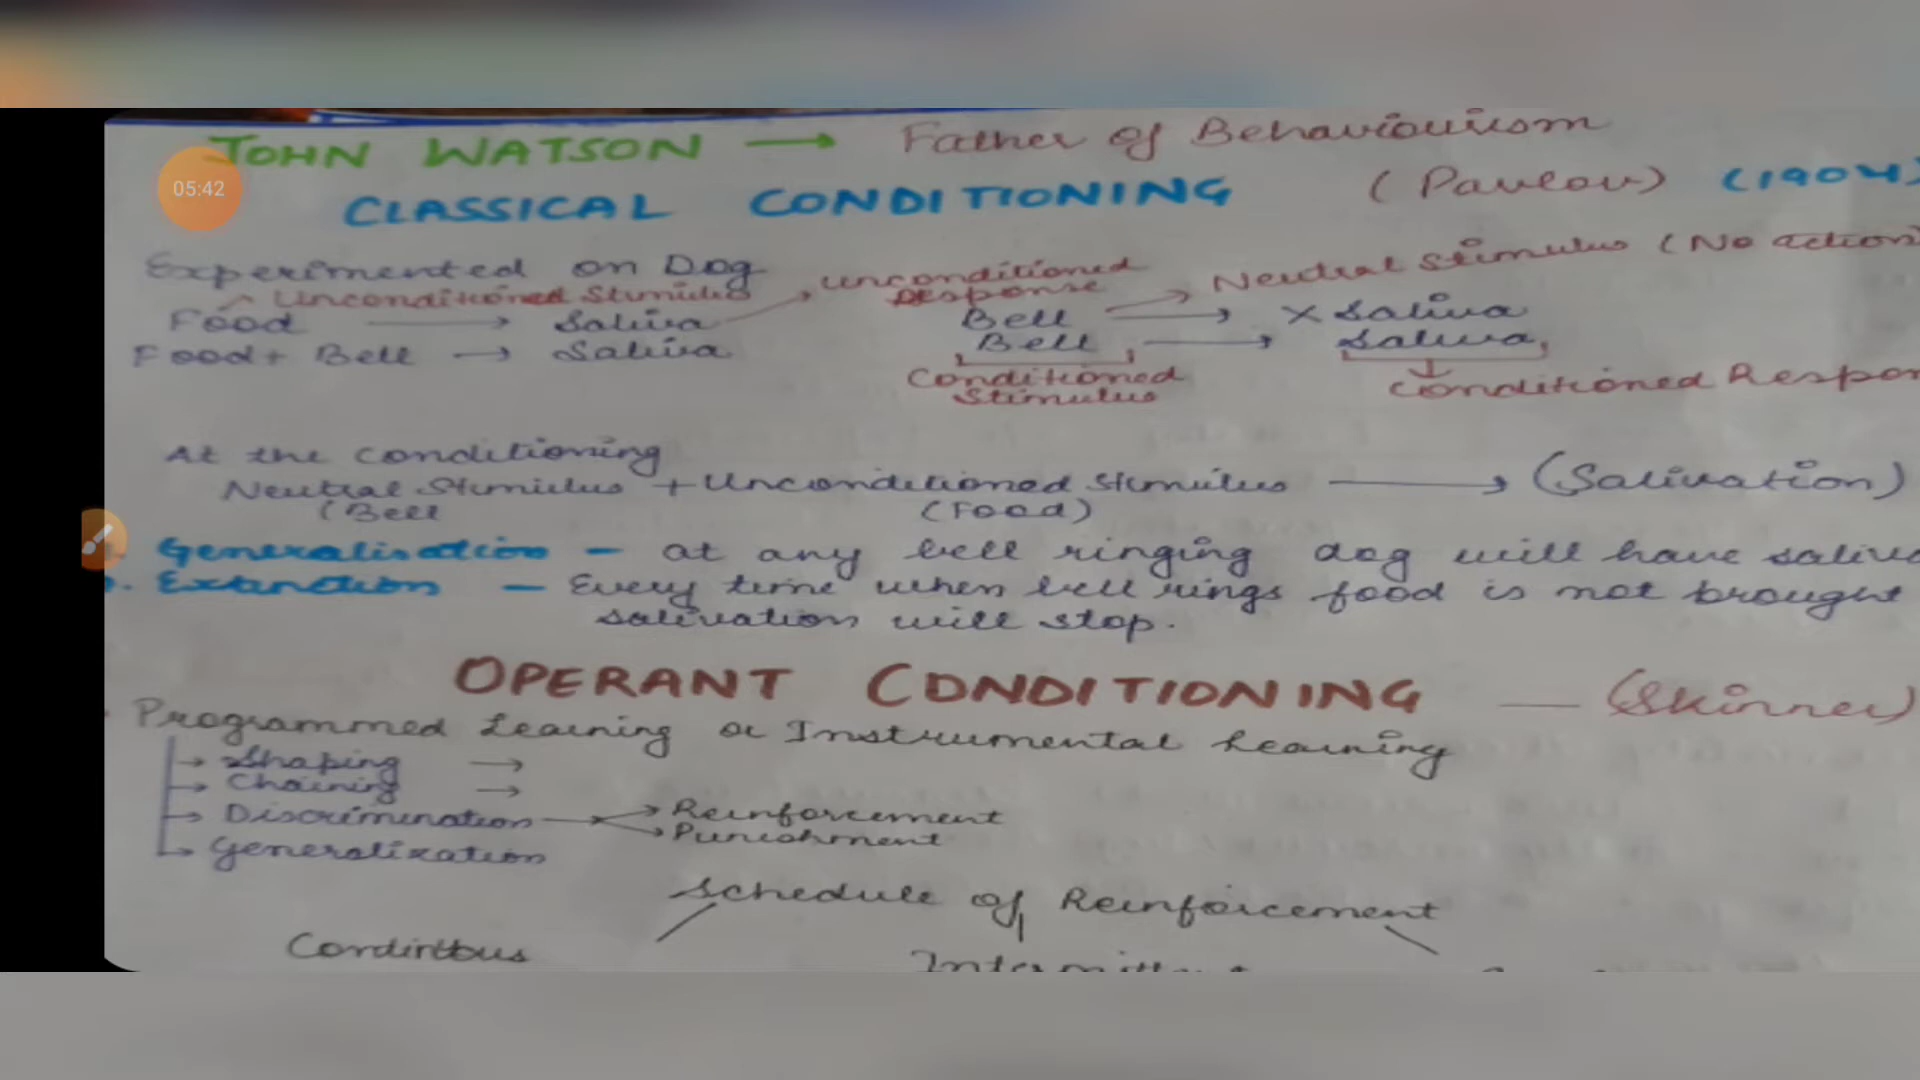 JOHN WATSON → Father of Behaviourism
05:42
CLASSICAL CONDITIONING (Pavlov) (1904)
Experimented on Dog
Unconditioned Stimulus
Unconditioned Response
Neutral Stimulus (No action)
Food → Saliva
Bell → X Saliva
Food + Bell → Saliva
Bell → Saliva
Conditioned Stimulus
Conditioned Respon
At the conditioning
Neutral Stimulus + Unconditioned Stimulus → (Salivation)
(Bell (Food)
Generalisation - at any bell ringing dog will have saliva
Extinction - Every time when bell rings food is not brought
salivation will stop.
OPERANT CONDITIONING — (Skinner)
Programmed Learning or Instrumental Learning
→ Shaping →
→ Chaining →
→ Discrimination → Reinforcement
→ Punishment
→ Generalization
Schedule of Reinforcement